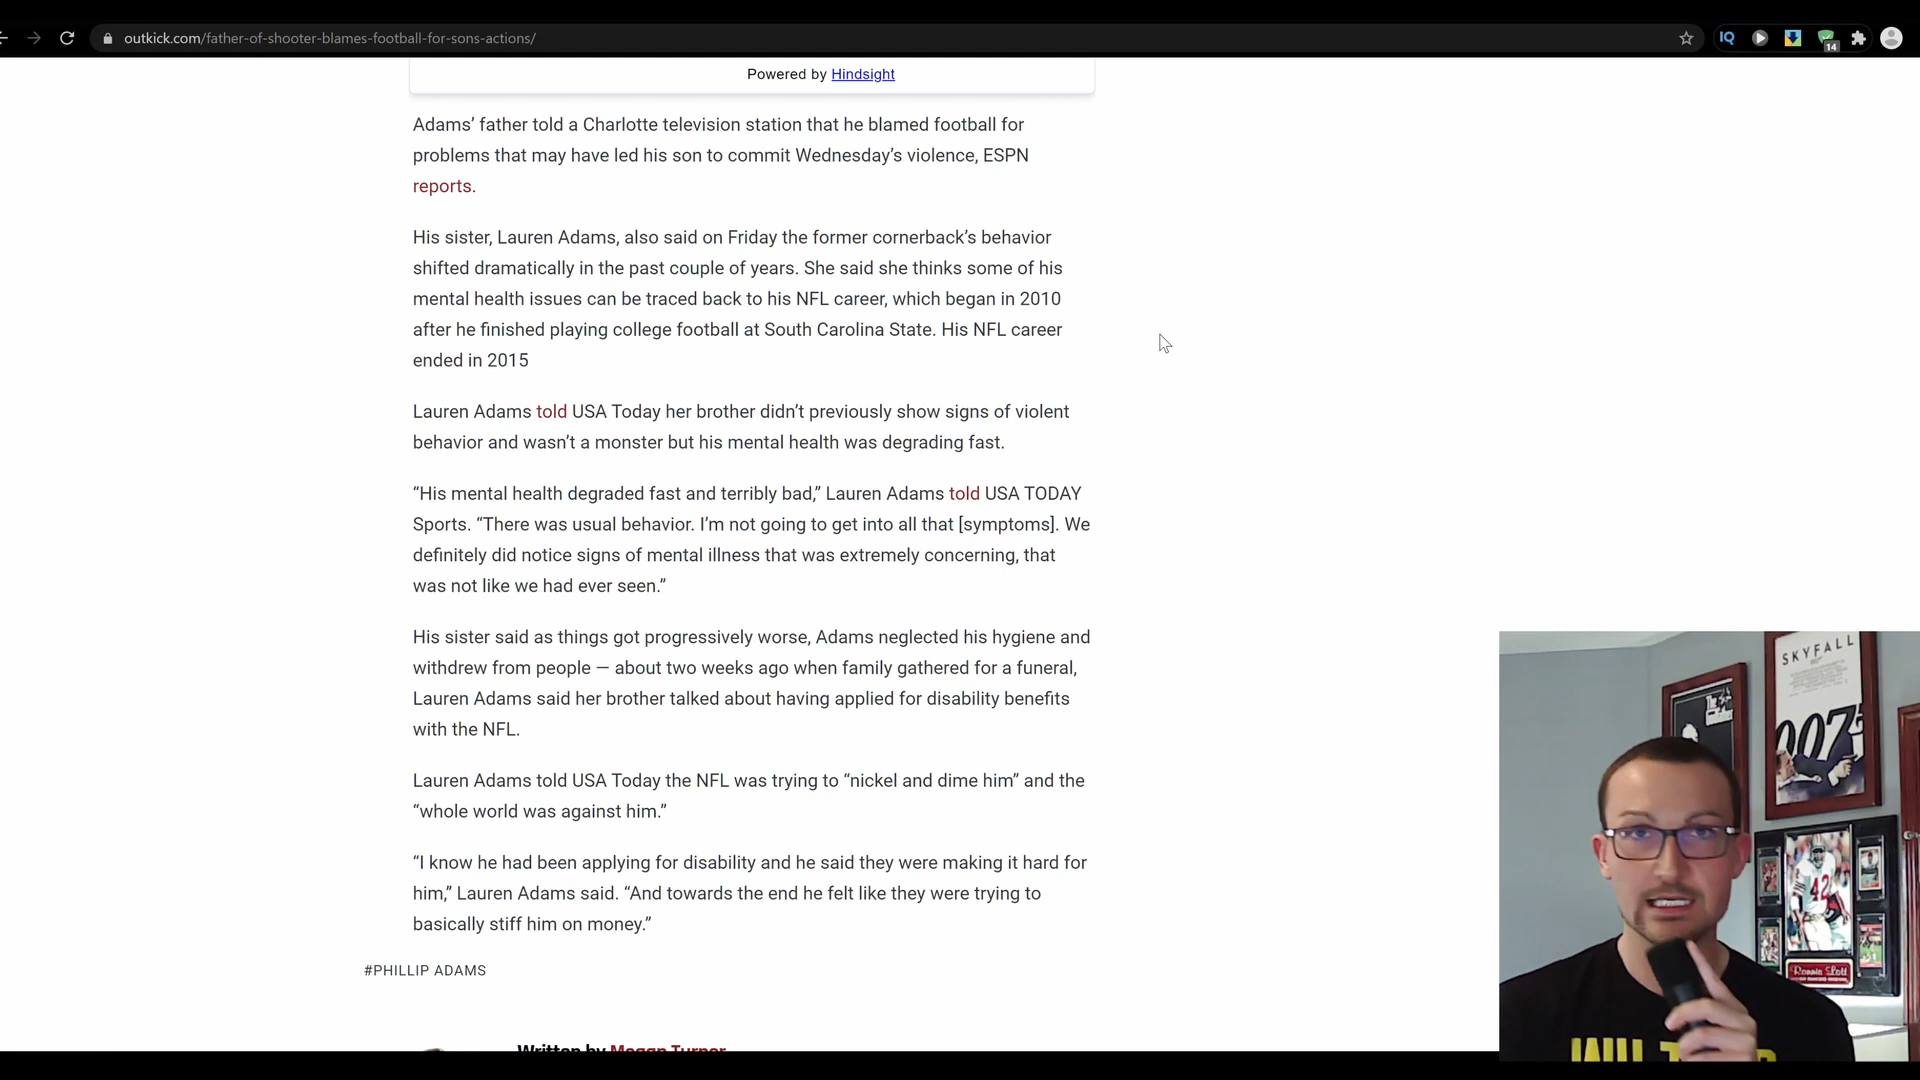 outkick.com/father-of-shooter-blames-football-for-sons-actions/
IQ
14
Powered by Hindsight
Adams’ father told a Charlotte television station that he blamed football for
problems that may have led his son to commit Wednesday’s violence, ESPN
reports.
His sister, Lauren Adams, also said on Friday the former cornerback’s behavior
shifted dramatically in the past couple of years. She said she thinks some of his
mental health issues can be traced back to his NFL career, which began in 2010
after he finished playing college football at South Carolina State. His NFL career
ended in 2015
Lauren Adams told USA Today her brother didn’t previously show signs of violent
behavior and wasn’t a monster but his mental health was degrading fast.
“His mental health degraded fast and terribly bad,” Lauren Adams told USA TODAY
Sports. “There was usual behavior. I’m not going to get into all that [symptoms]. We
definitely did notice signs of mental illness that was extremely concerning, that
was not like we had ever seen.”
His sister said as things got progressively worse, Adams neglected his hygiene and
withdrew from people — about two weeks ago when family gathered for a funeral,
Lauren Adams said her brother talked about having applied for disability benefits
with the NFL.
Lauren Adams told USA Today the NFL was trying to “nickel and dime him” and the
“whole world was against him.”
“I know he had been applying for disability and he said they were making it hard for
him,” Lauren Adams said. “And towards the end he felt like they were trying to
basically stiff him on money.”
#PHILLIP ADAMS
Written by Megan Turner
SKYFALL
007
42
Ronnie Lott